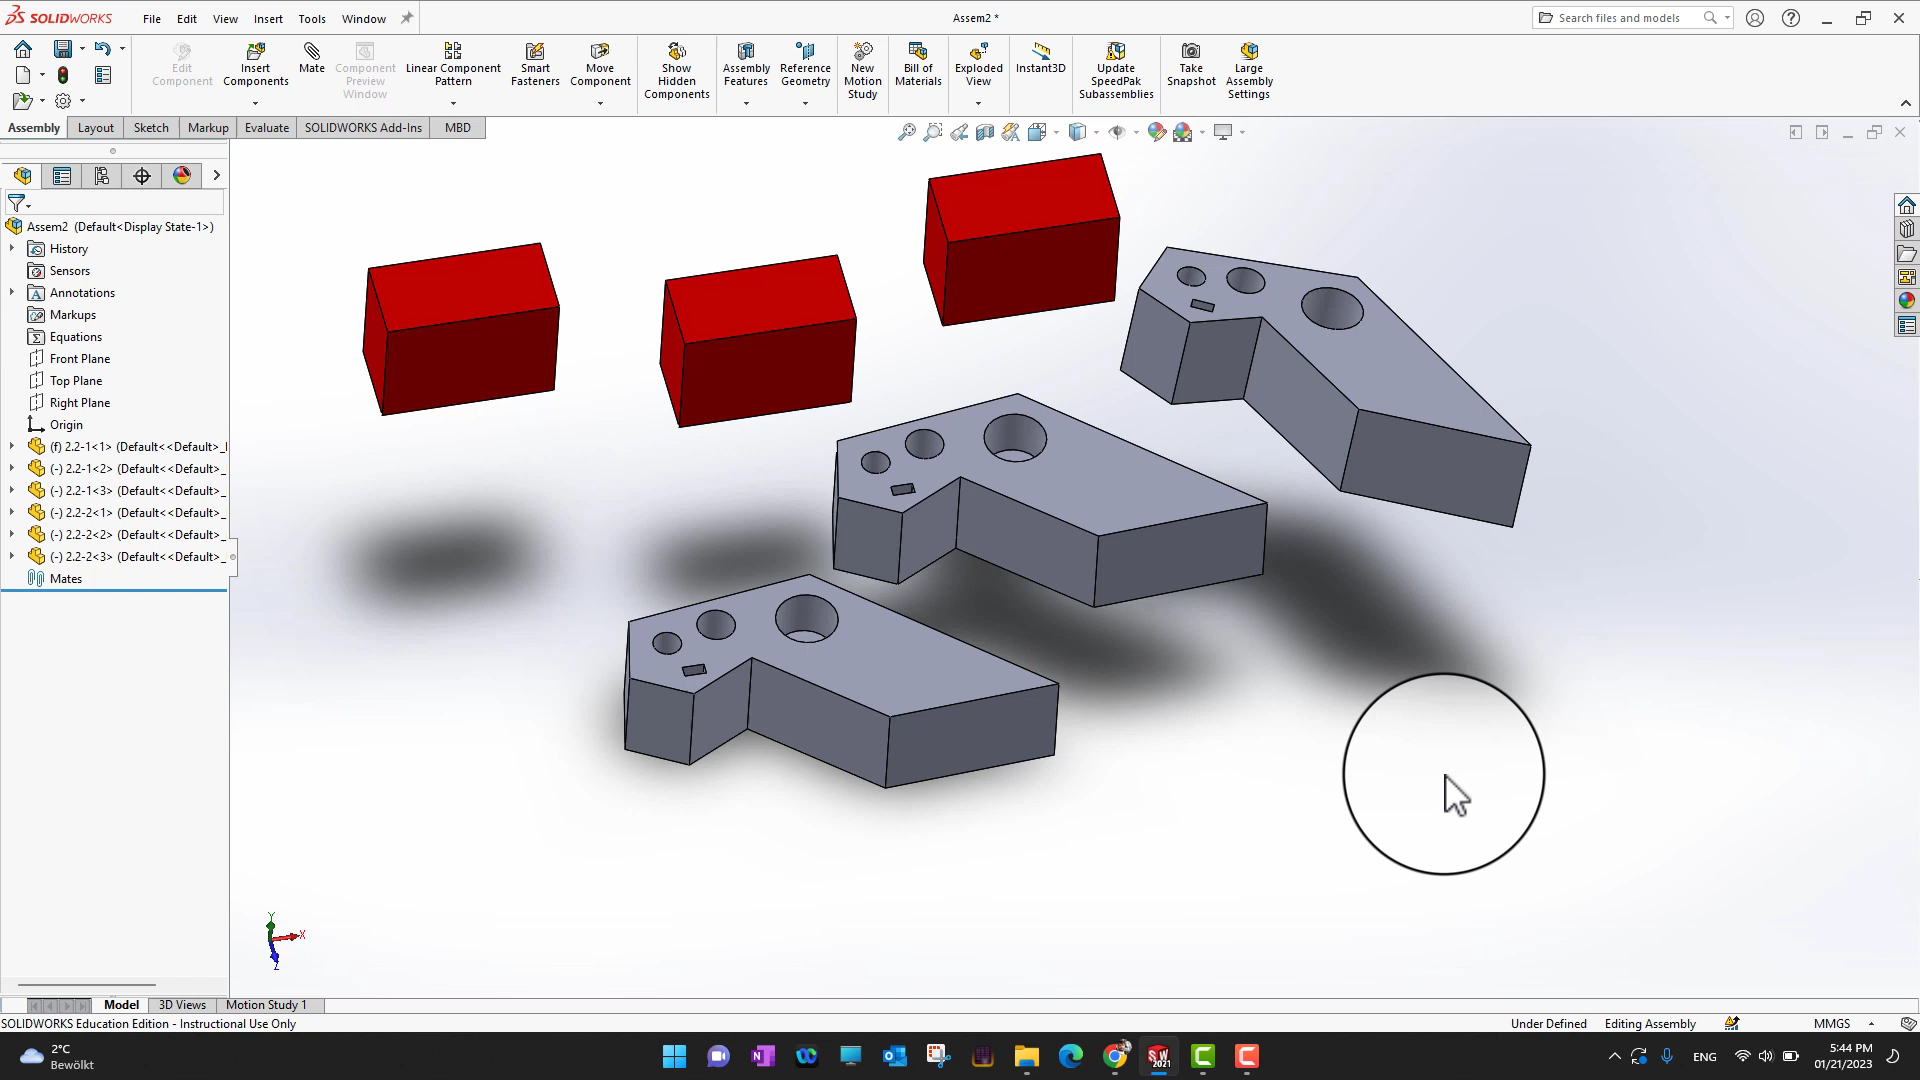 SOLIDWORKS
File Edit View Insert Tools Window
Assem2 *
Search files and models
Edit Component
Insert Components
Mate
Component Preview Window
Linear Component Pattern
Smart Fasteners
Move Component
Show Hidden Components
Assembly Features
Reference Geometry
New Motion Study
Bill of Materials
Exploded View
Instant3D
Update SpeedPak Subassemblies
Take Snapshot
Large Assembly Settings
Assembly Layout Sketch Markup Evaluate SOLIDWORKS Add-Ins MBD
Assem2 (Default<Display State-1>)
History
Sensors
Annotations
Markups
Equations
Front Plane
Top Plane
Right Plane
Origin
(f) 2.2-1<1> (Default<<Default>_
(-) 2.2-1<2> (Default<<Default>_
(-) 2.2-1<3> (Default<<Default>_
(-) 2.2-2<1> (Default<<Default>_
(-) 2.2-2<2> (Default<<Default>_
(-) 2.2-2<3> (Default<<Default>_
Mates
Y
X
Z
Model 3D Views Motion Study 1
SOLIDWORKS Education Edition - Instructional Use Only
Under Defined Editing Assembly MMGS
2°C
Bewölkt
SW 2021
ENG
5:44 PM
01/21/2023